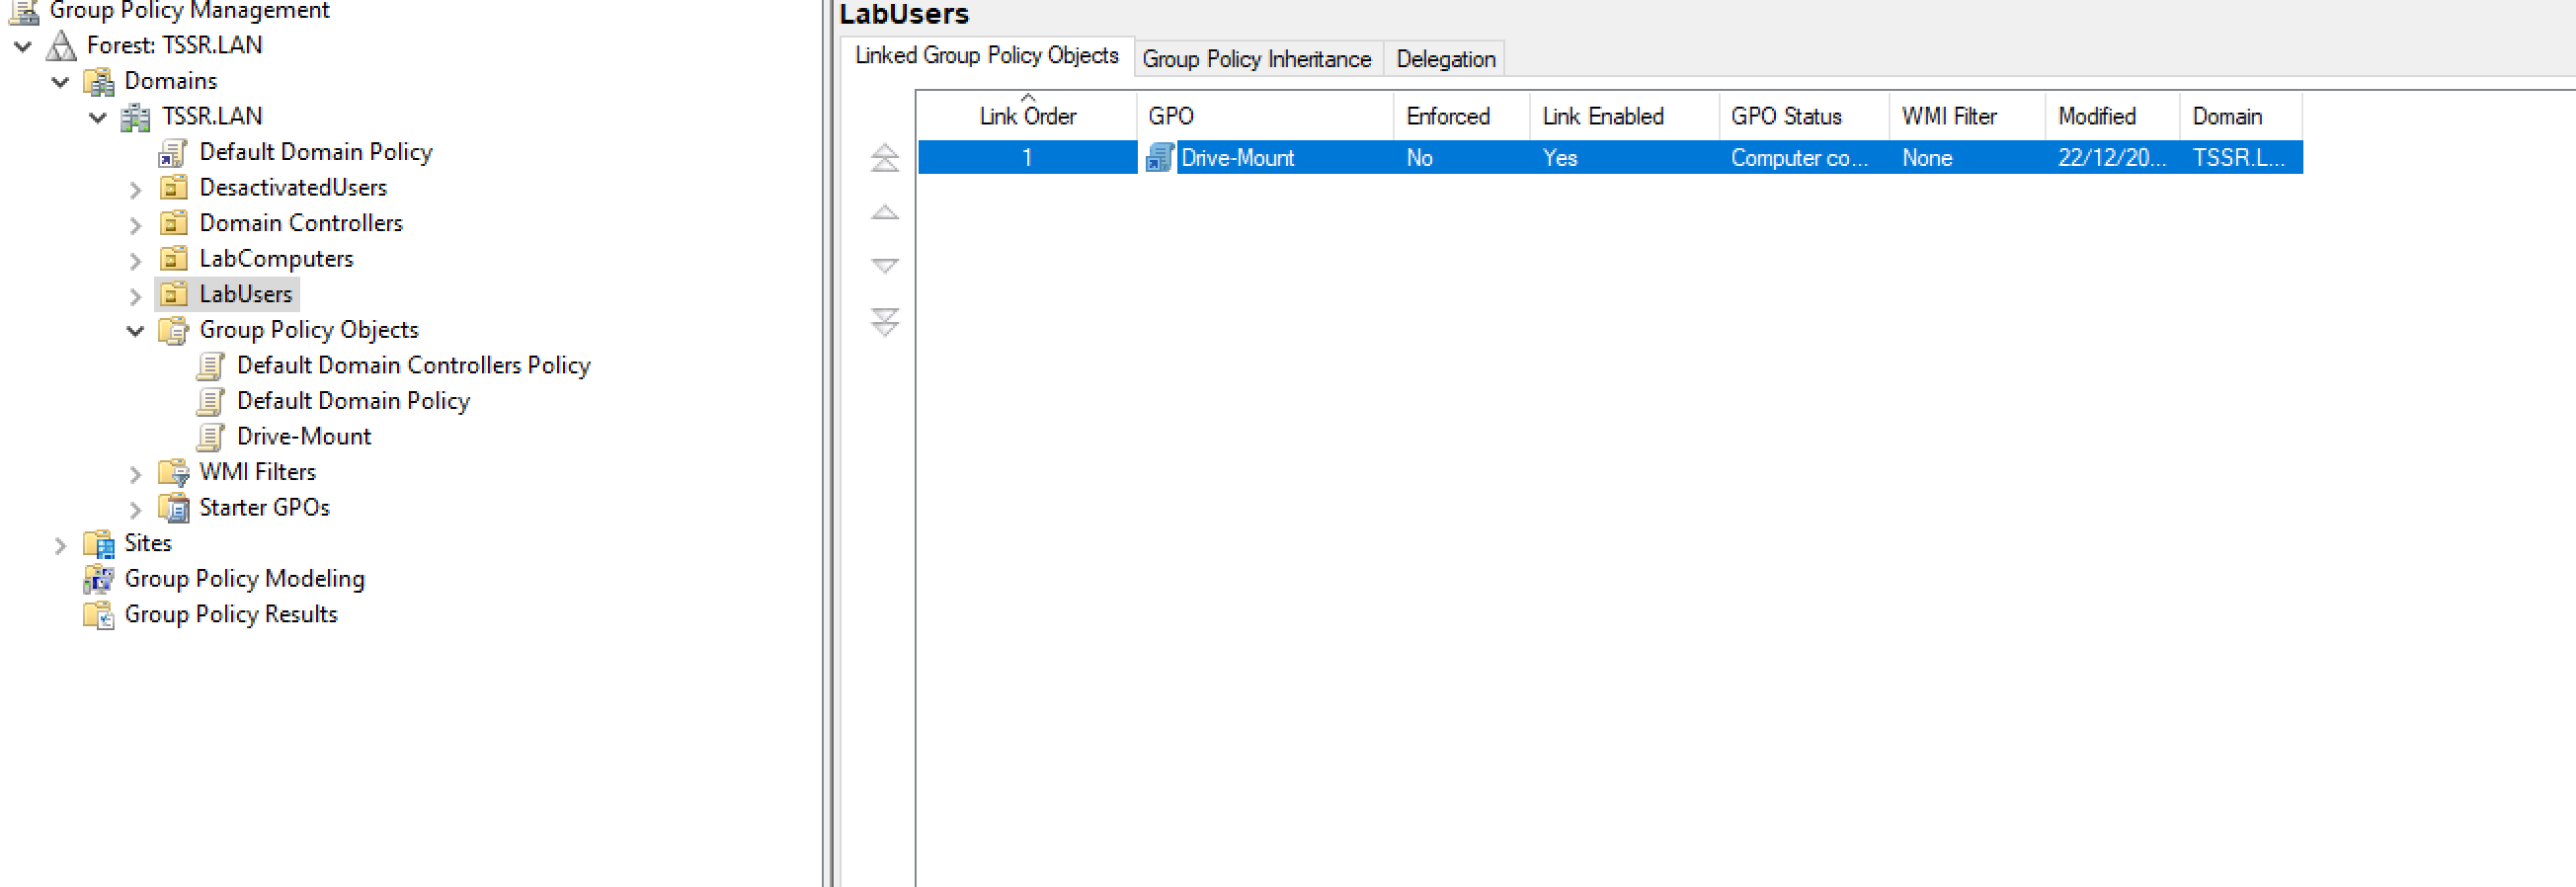 Group Policy Management
Forest: TSSR.LAN
Domains
TSSR.LAN
Default Domain Policy
DesactivatedUsers
Domain Controllers
LabComputers
LabUsers
Group Policy Objects
Default Domain Controllers Policy
Default Domain Policy
Drive-Mount
WMI Filters
Starter GPOs
Sites
Group Policy Modeling
Group Policy Results
LabUsers
Linked Group Policy Objects Group Policy Inheritance Delegation
Link Order GPO Enforced Link Enabled GPO Status WMI Filter Modified Domain
1 Drive-Mount No Yes Computer co... None 22/12/20... TSSR.L...